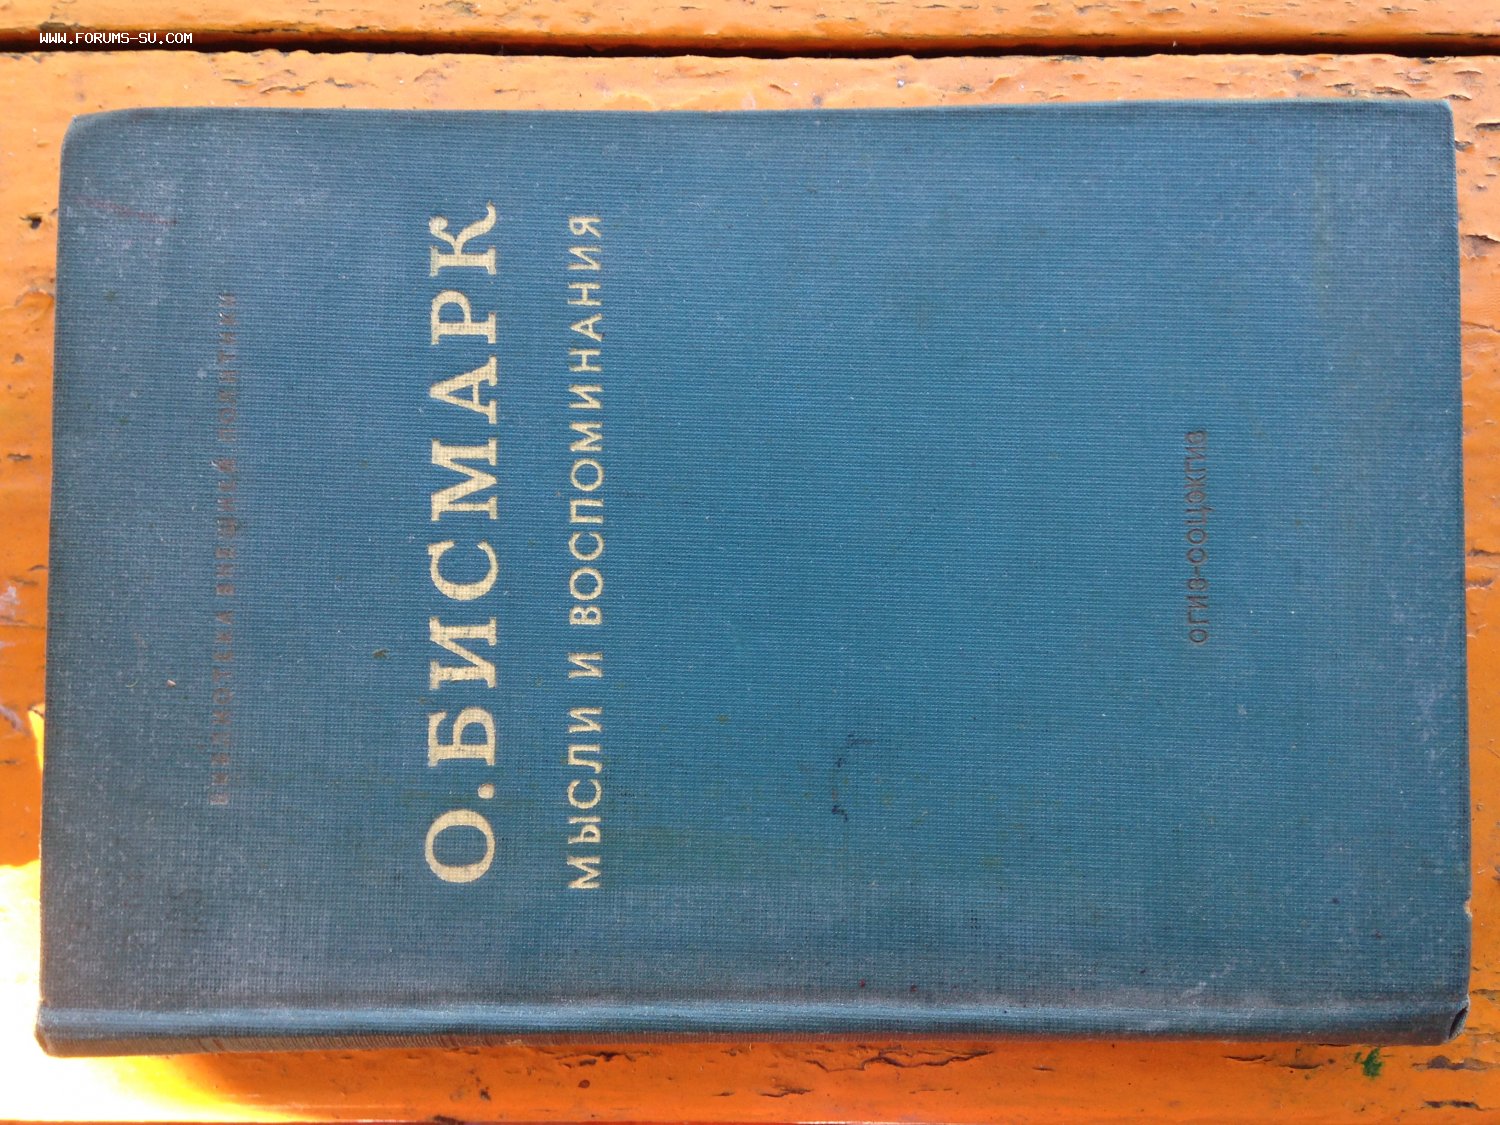 WWW.FORUMS-SU.COM
БИБЛИОТЕКА ВНЕШНЕЙ ПОЛИТИКИ
О. БИСМАРК
МЫСЛИ И ВОСПОМИНАНИЯ
ОГИЗ-СОЦЭКГИЗ